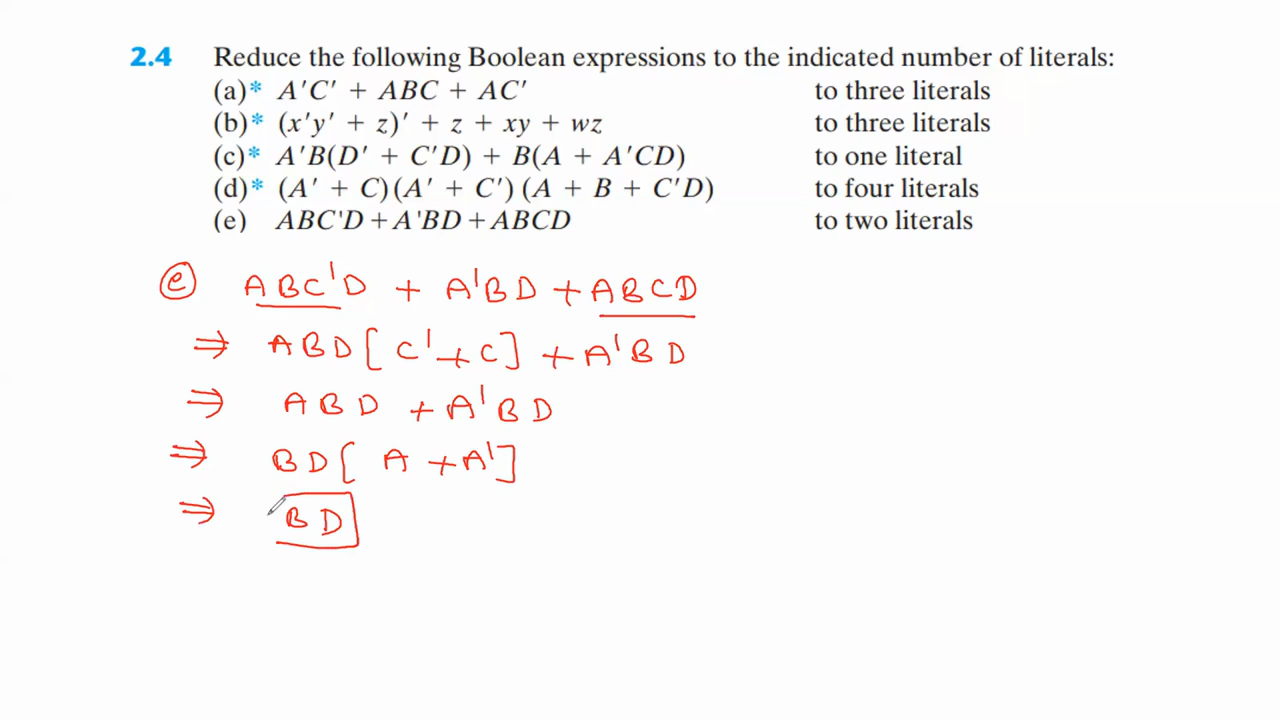 2.4 Reduce the following Boolean expressions to the indicated number of literals:
(a)* A′C′ + ABC + AC′ to three literals
(b)* (x′y′ + z)′ + z + xy + wz to three literals
(c)* A′B(D′ + C′D) + B(A + A′CD) to one literal
(d)* (A′ + C)(A′ + C′)(A + B + C′D) to four literals
(e) ABC'D + A'BD + ABCD to two literals
(e) ABC'D + A'BD + ABCD
⇒ ABD[C' + C] + A'BD
⇒ ABD + A'BD
⇒ BD[A + A']
⇒ BD